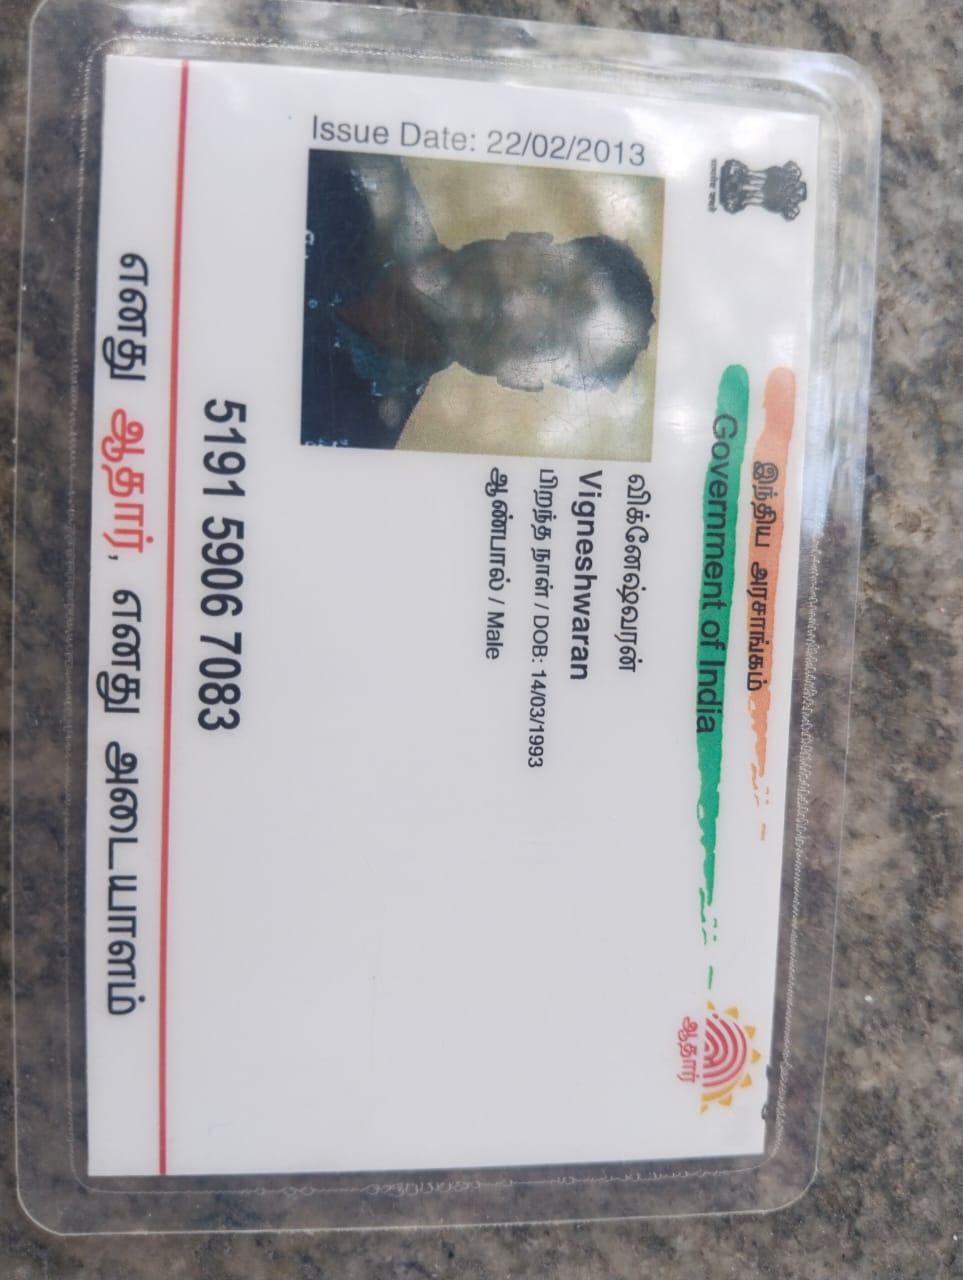 இந்திய அரசாங்கம்
Government of India
Issue Date: 22/02/2013
விக்னேஷ்வரன்
Vigneshwaran
பிறந்த நாள் / DOB: 14/03/1993
ஆண்பால் / Male
ஆதார்
5191 5906 7083
எனது ஆதார், எனது அடையாளம்